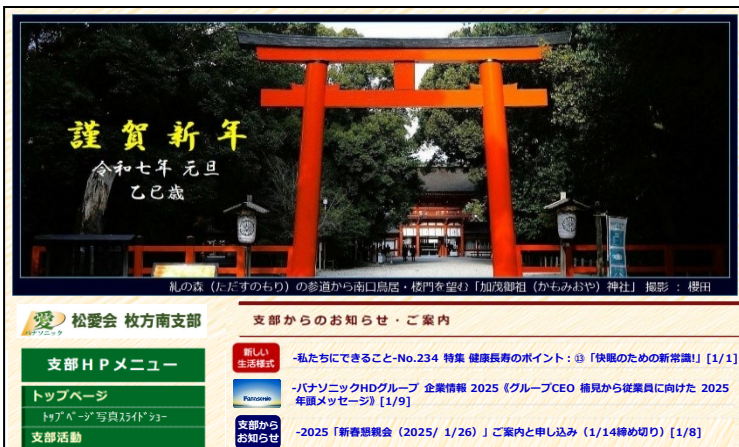 謹賀新年
令和七年 元旦
乙巳歳
糺の森（ただすのもり）の参道から南口鳥居・楼門を望む「加茂御祖（かもみおや）神社」 撮影 : 櫻田
愛
パナソニック
松愛会 枚方南支部
支部からのお知らせ・ご案内
支部ＨＰメニュー
トップページ
ﾄｯﾌﾟﾍﾟｰｼﾞ写真ｽﾗｲﾄﾞｼｮｰ
支部活動
新しい
生活様式
-私たちにできること-No.234 特集 健康長寿のポイント：⑬「快眠のための新常識!」[1/1]
Panasonic
-パナソニックHDグループ 企業情報 2025《グループCEO 楠見から従業員に向けた 2025
年頭メッセージ》[1/9]
支部から
お知らせ
-2025「新春懇親会（2025/ 1/26）」ご案内と申し込み（1/14締め切り）[1/8]